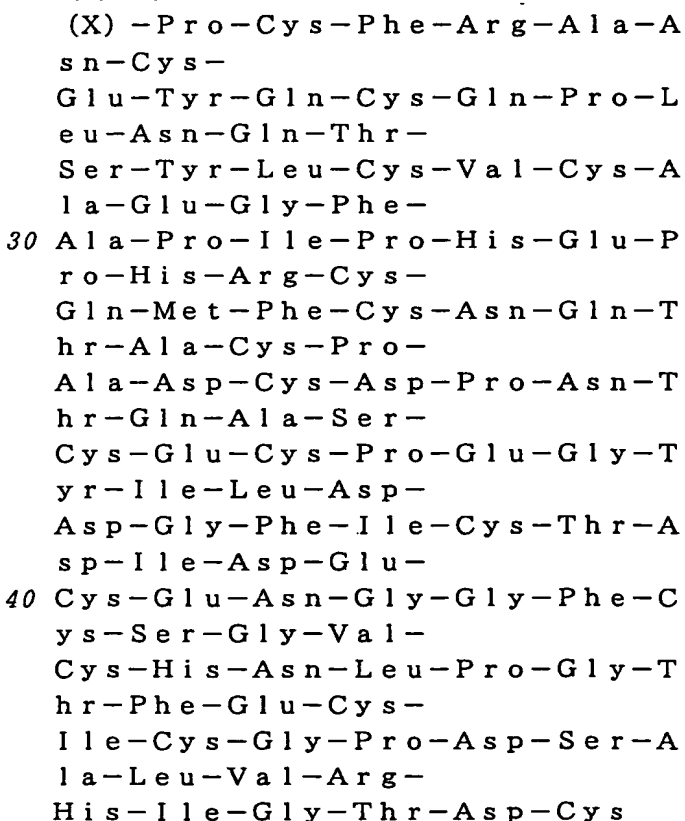 (X) -Pro-Cys-Phe-Arg-Ala-A
sn-Cys-
Glu-Tyr-Gln-Cys-Gln-Pro-L
eu-Asn-Gln-Thr-
Ser-Tyr-Leu-Cys-Val-Cys-A
la-Glu-Gly-Phe-
30 Ala-Pro-Ile-Pro-His-Glu-P
ro-His-Arg-Cys-
Gln-Met-Phe-Cys-Asn-Gln-T
hr-Ala-Cys-Pro-
Ala-Asp-Cys-Asp-Pro-Asn-T
hr-Gln-Ala-Ser-
Cys-Glu-Cys-Pro-Glu-Gly-T
yr-Ile-Leu-Asp-
Asp-Gly-Phe-Ile-Cys-Thr-A
sp-Ile-Asp-Glu-
40 Cys-Glu-Asn-Gly-Gly-Phe-C
ys-Ser-Gly-Val-
Cys-His-Asn-Leu-Pro-Gly-T
hr-Phe-Glu-Cys-
Ile-Cys-Gly-Pro-Asp-Ser-A
la-Leu-Val-Arg-
His-Ile-Gly-Thr-Asp-Cys